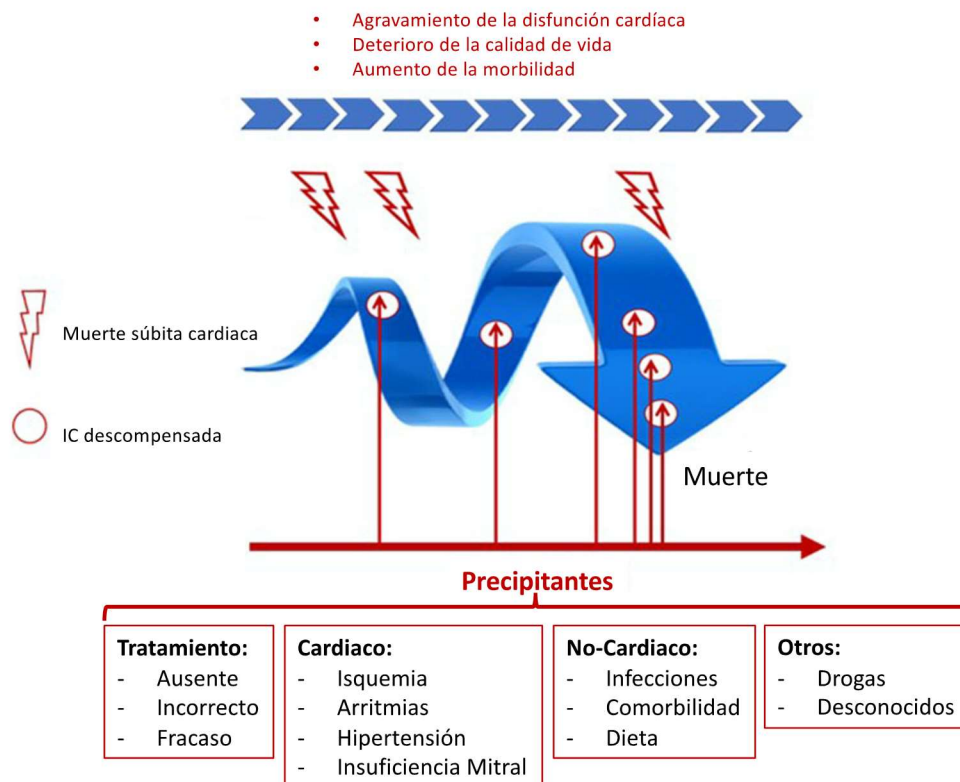 • Agravamiento de la disfunción cardíaca
• Deterioro de la calidad de vida
• Aumento de la morbilidad
Muerte súbita cardiaca
IC descompensada
Muerte
Precipitantes
Tratamiento:
- Ausente
- Incorrecto
- Fracaso
Cardiaco:
- Isquemia
- Arritmias
- Hipertensión
- Insuficiencia Mitral
No-Cardiaco:
- Infecciones
- Comorbilidad
- Dieta
Otros:
- Drogas
- Desconocidos